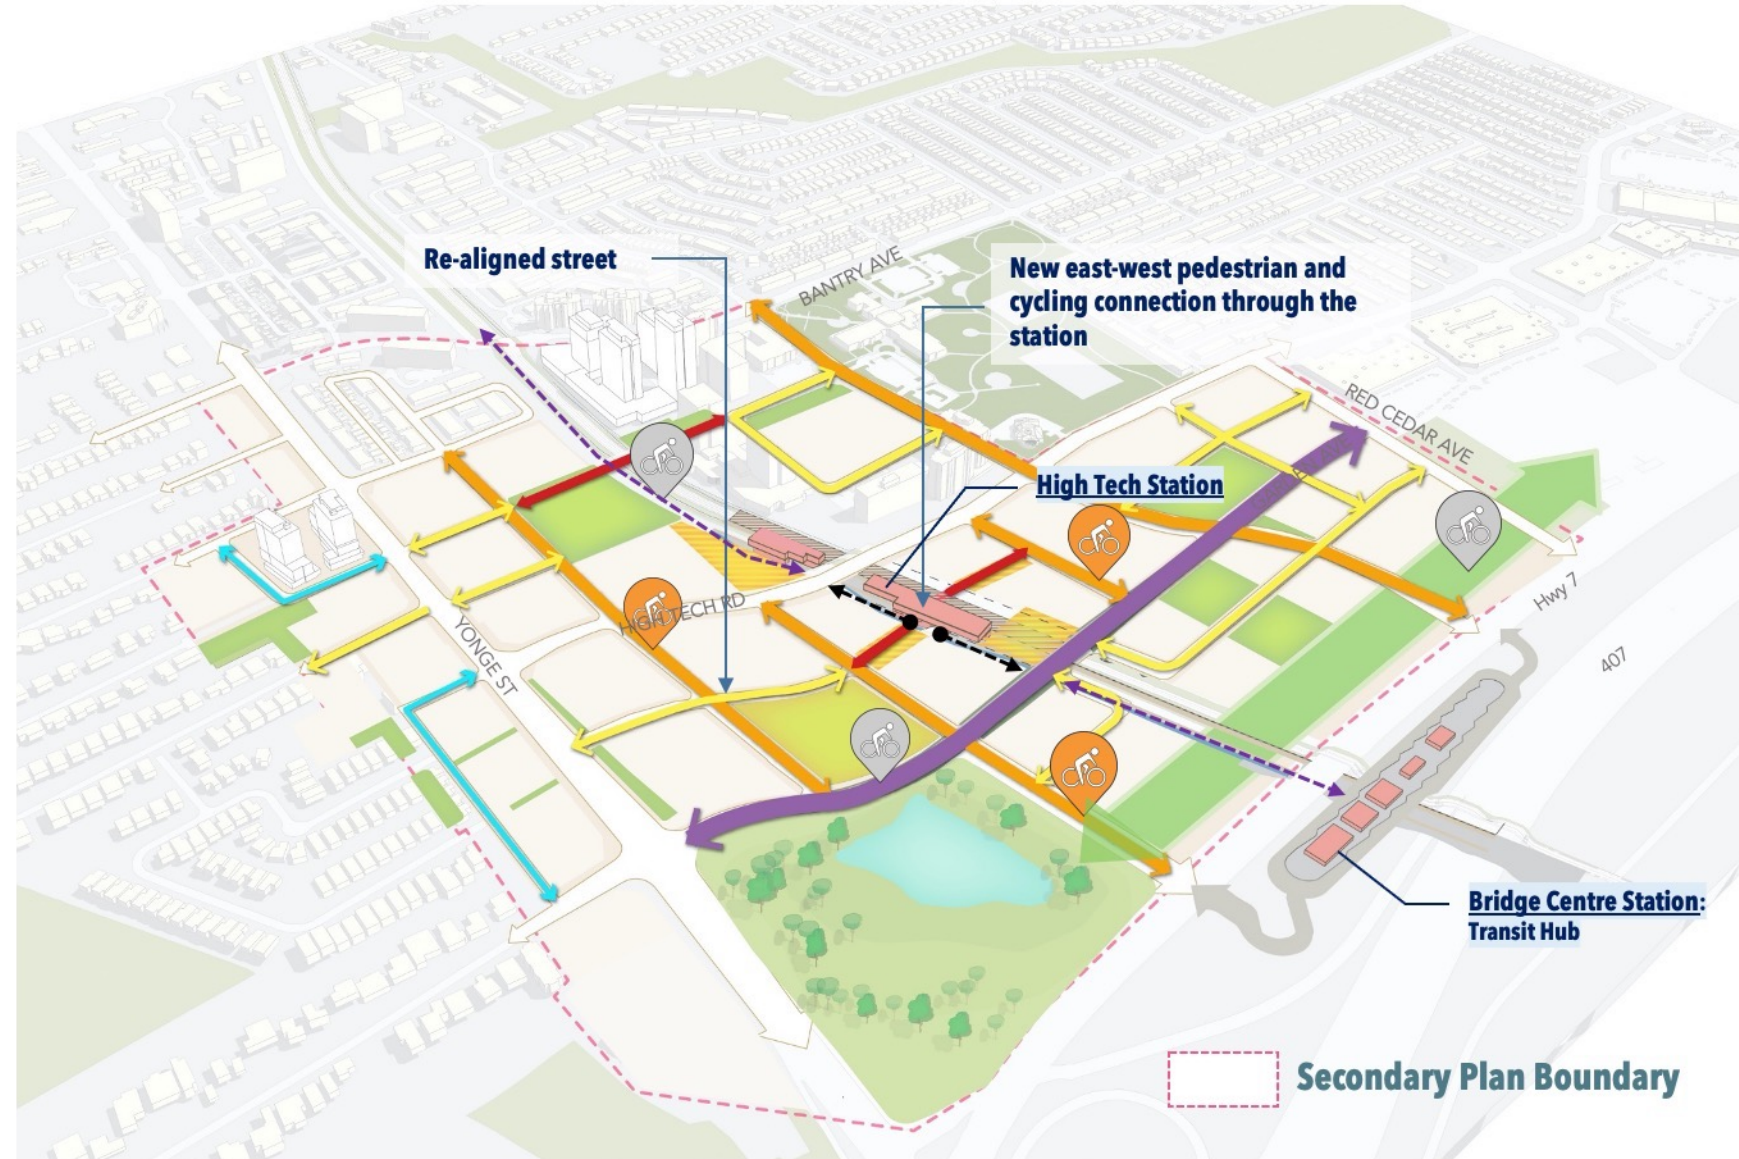 Re-aligned street
BANTRY AVE
New east-west pedestrian and
cycling connection through the
station
RED CEDAR AVE
High Tech Station
HIGH TECH RD
YONGE ST
Hwy 7
407
Bridge Centre Station:
Transit Hub
Secondary Plan Boundary